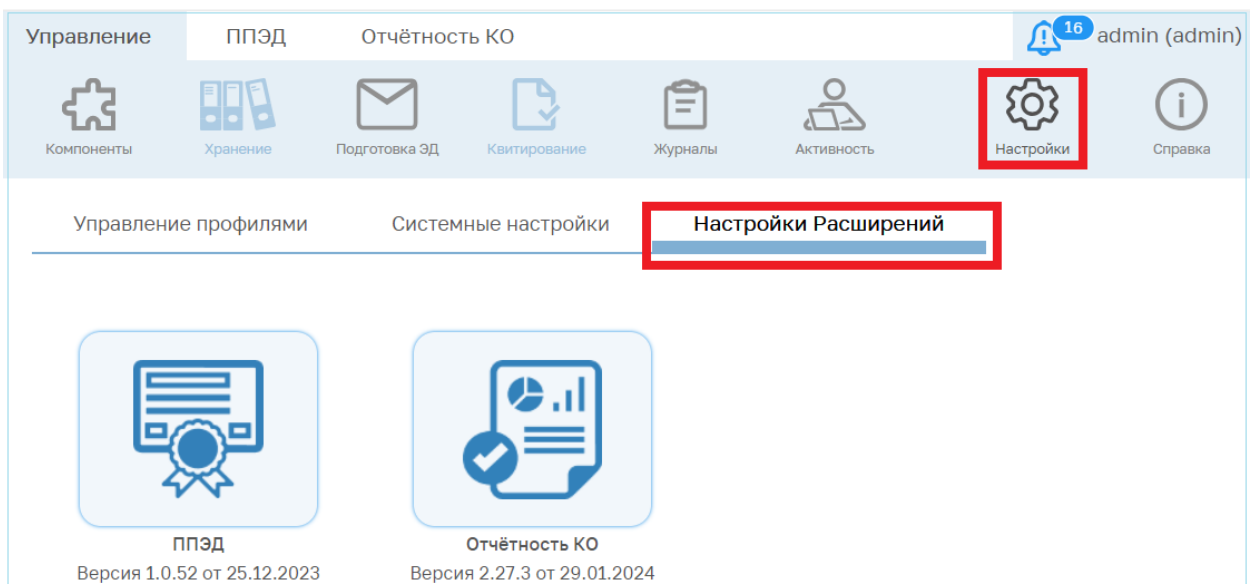 Управление ППЭД Отчётность КО 16 admin (admin)
Компоненты Хранение Подготовка ЭД Квитирование Журналы Активность Настройки Справка
Управление профилями Системные настройки Настройки Расширений
ППЭД Отчётность КО
Версия 1.0.52 от 25.12.2023 Версия 2.27.3 от 29.01.2024